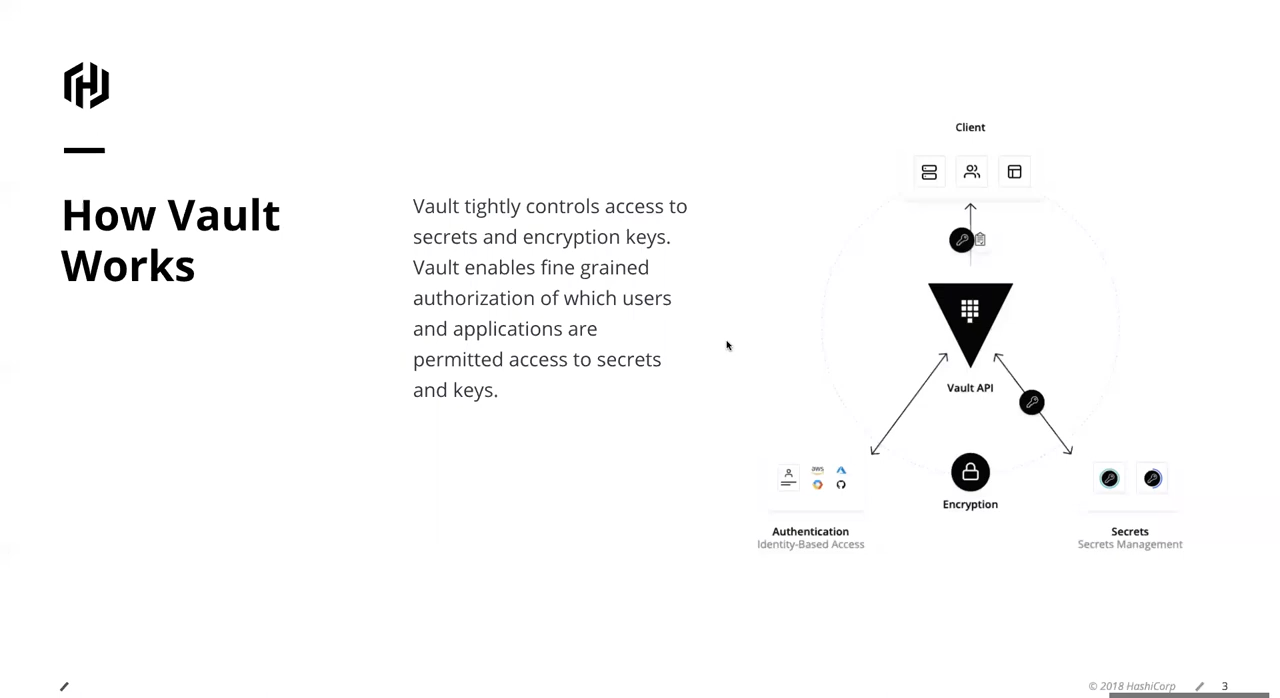 How Vault
Works
Vault tightly controls access to
secrets and encryption keys.
Vault enables fine grained
authorization of which users
and applications are
permitted access to secrets
and keys.
Client
Vault API
aws
Encryption
Authentication
Identity-Based Access
Secrets
Secrets Management
© 2018 HashiCorp
3